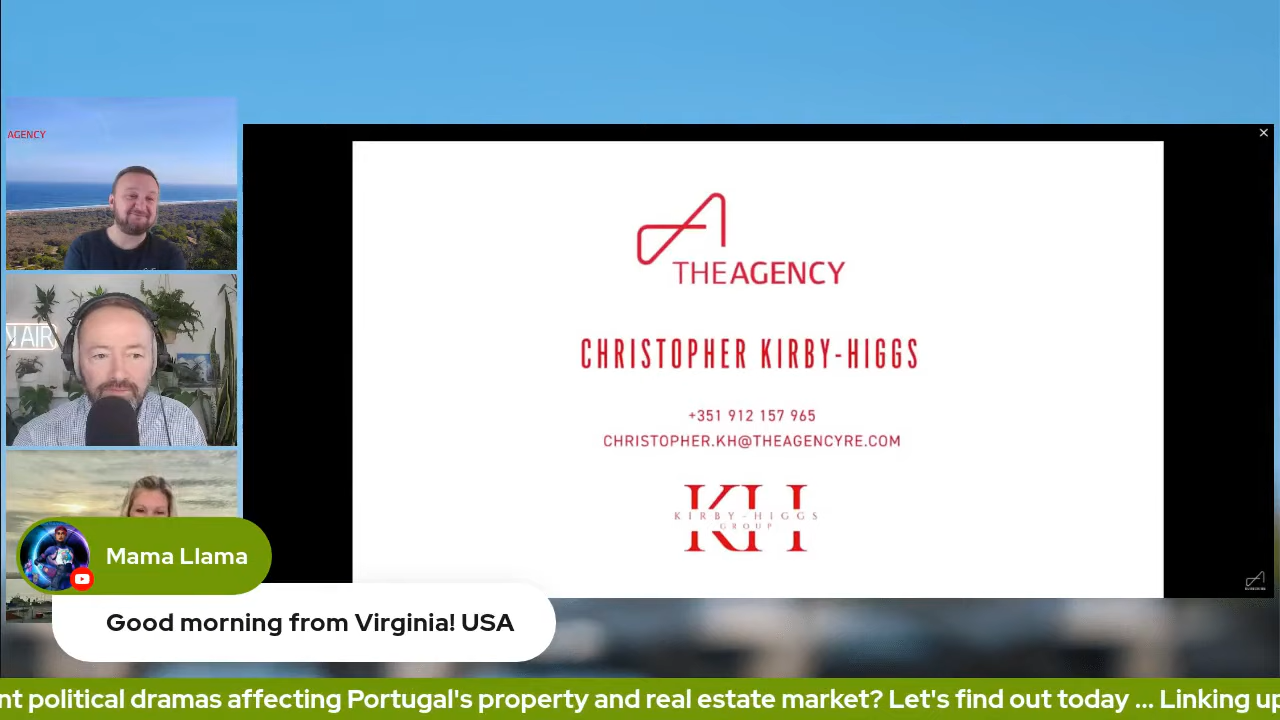 AGENCY
N AIR
THE AGENCY
CHRISTOPHER KIRBY-HIGGS
+351 912 157 965
CHRISTOPHER.KH@THEAGENCYRE.COM
KH
KIRBY-HIGGS
GROUP
Mama Llama
Good morning from Virginia! USA
nt political dramas affecting Portugal's property and real estate market? Let's find out today ... Linking up